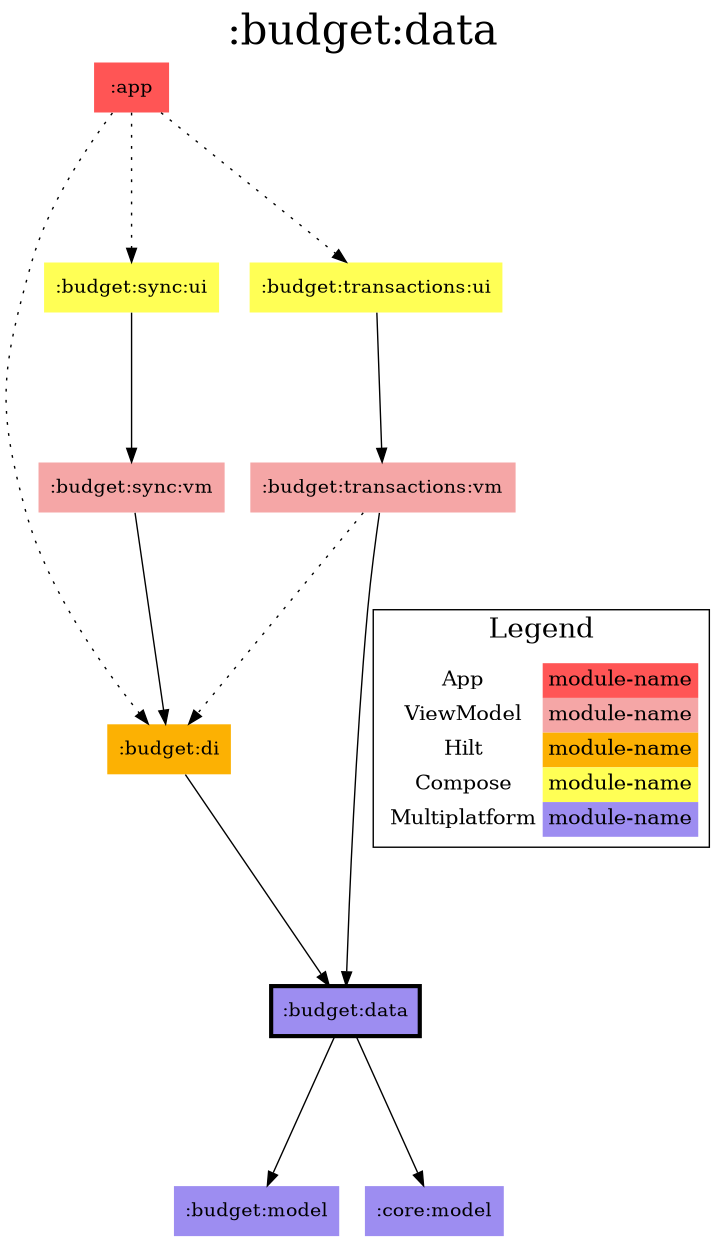 :budget:data
:app
:budget:sync:ui
:budget:transactions:ui
:budget:sync:vm
:budget:transactions:vm
Legend
App module-name
ViewModel module-name
Hilt module-name
Compose module-name
Multiplatform module-name
:budget:di
:budget:data
:budget:model
:core:model